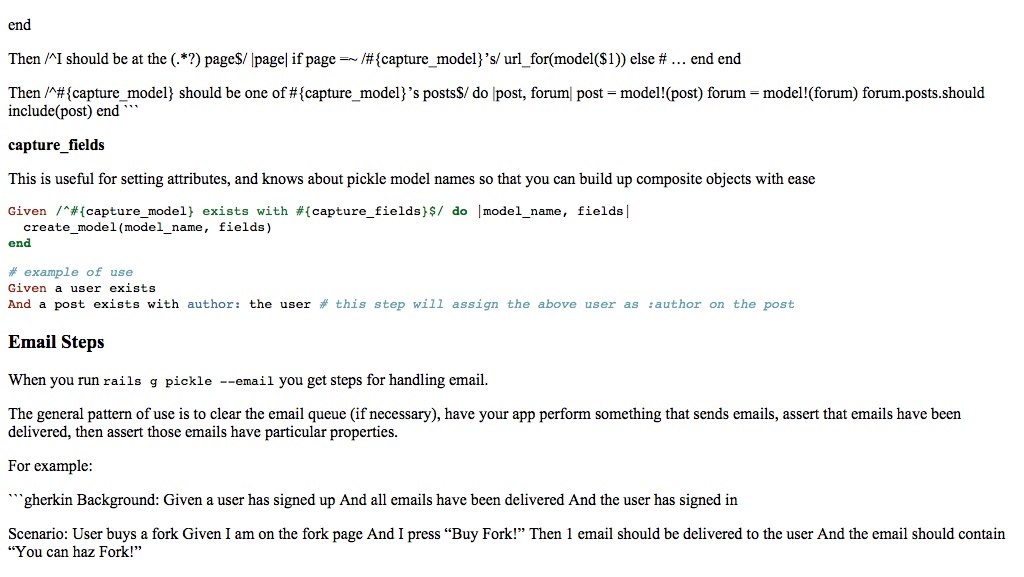 end
Then /^I should be at the (.*?) page$/ |page| if page =~ /#{capture_model}’s/ url_for(model($1)) else # … end end
Then /^#{capture_model} should be one of #{capture_model}’s posts$/ do |post, forum| post = model!(post) forum = model!(forum) forum.posts.should
include(post) end ```
capture_fields
This is useful for setting attributes, and knows about pickle model names so that you can build up composite objects with ease
Given /^#{capture_model} exists with #{capture_fields}$/ do |model_name, fields|
  create_model(model_name, fields)
end
# example of use
Given a user exists
And a post exists with author: the user # this step will assign the above user as :author on the post
Email Steps
When you run rails g pickle --email you get steps for handling email.
The general pattern of use is to clear the email queue (if necessary), have your app perform something that sends emails, assert that emails have been
delivered, then assert those emails have particular properties.
For example:
```gherkin Background: Given a user has signed up And all emails have been delivered And the user has signed in
Scenario: User buys a fork Given I am on the fork page And I press “Buy Fork!” Then 1 email should be delivered to the user And the email should contain
“You can haz Fork!”